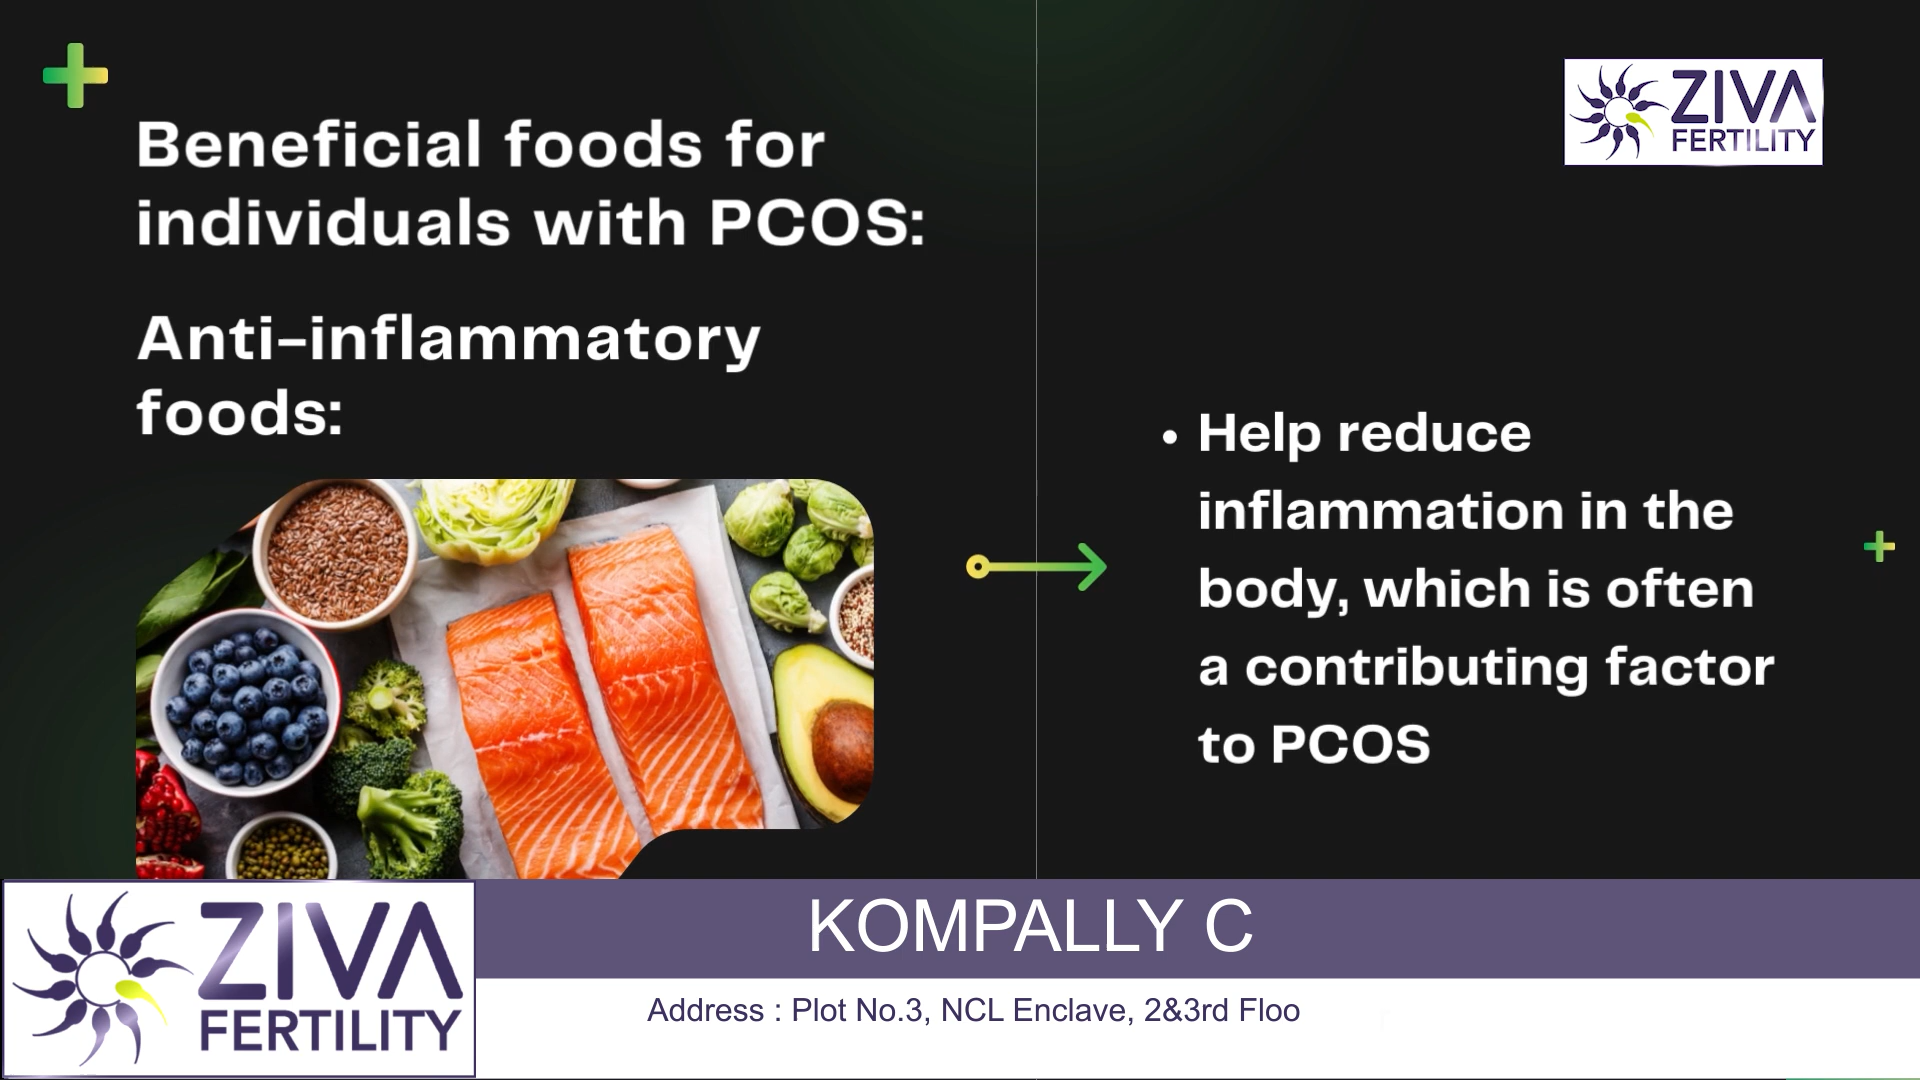 Beneficial foods for
individuals with PCOS:
Anti-inflammatory
foods:
ZIVA
FERTILITY
• Help reduce
inflammation in the
body, which is often
a contributing factor
to PCOS
ZIVA
FERTILITY
KOMPALLY C
Address : Plot No.3, NCL Enclave, 2&3rd Floo